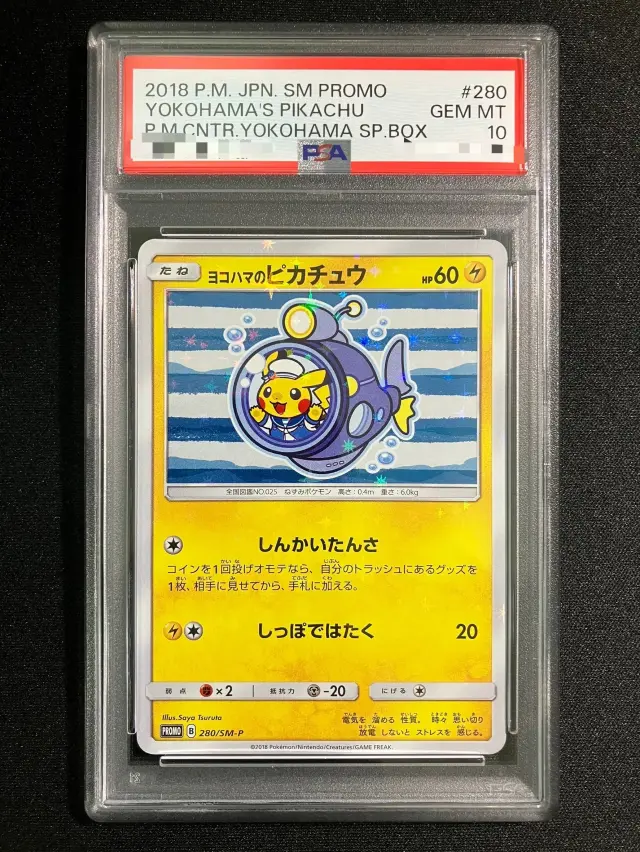 2018 P.M. JPN. SM PROMO #280
YOKOHAMA'S PIKACHU GEM MT
P.M.CNTR.YOKOHAMA SP.BOX 10
PSA
たね ヨコハマのピカチュウ HP60
全国図鑑NO.025 ねずみポケモン 高さ:0.4m 重さ:6.0kg
しんかいたんさ
コインを1回投げオモテなら、自分のトラッシュにあるグッズを
1枚、相手に見せてから、手札に加える。
しっぽではたく 20
弱点 ×2 抵抗力 -20 にげる
Illus.Saya Tsuruta
電気を 溜める 性質。 時々 思い切り
放電 しないと ストレスを 感じる。
PROMO B 280/SM-P
©2018 Pokémon/Nintendo/Creatures/GAME FREAK.